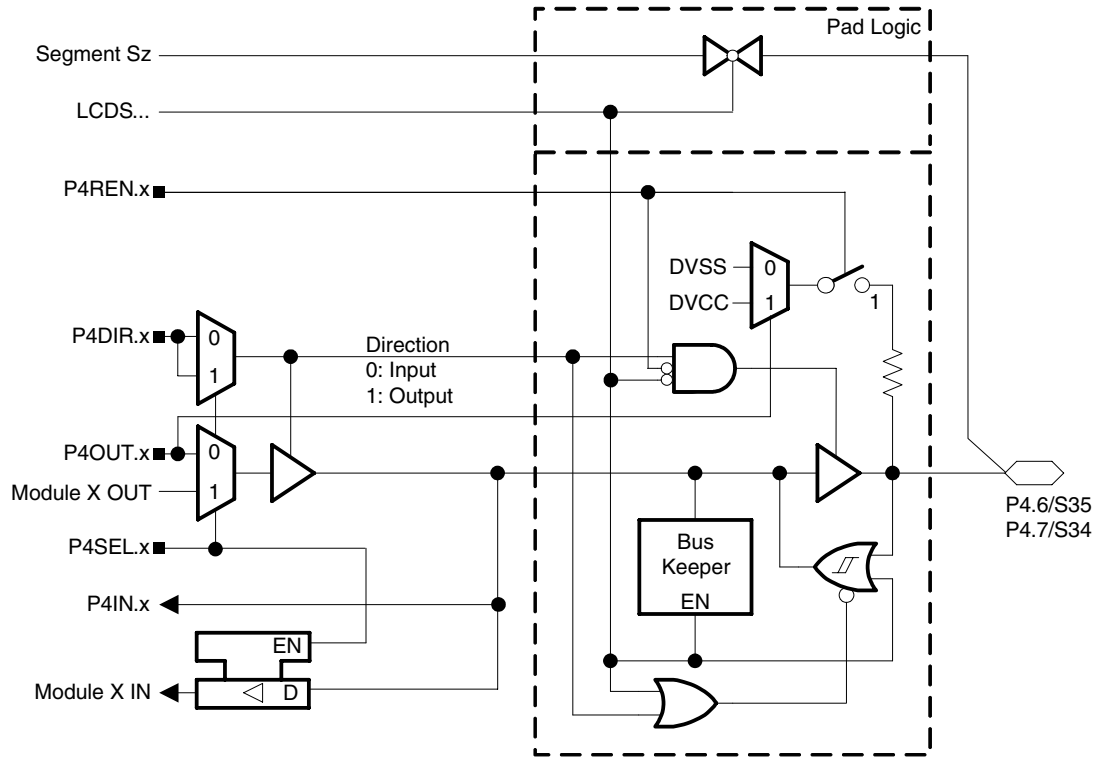 Pad Logic
Segment Sz
LCDS...
P4REN.x
DVSS
0
DVCC
1
1
P4DIR.x
0
1
Direction
0: Input
1: Output
P4OUT.x
0
Module X OUT
1
P4.6/S35
P4.7/S34
P4SEL.x
Bus
Keeper
EN
P4IN.x
EN
Module X IN
D